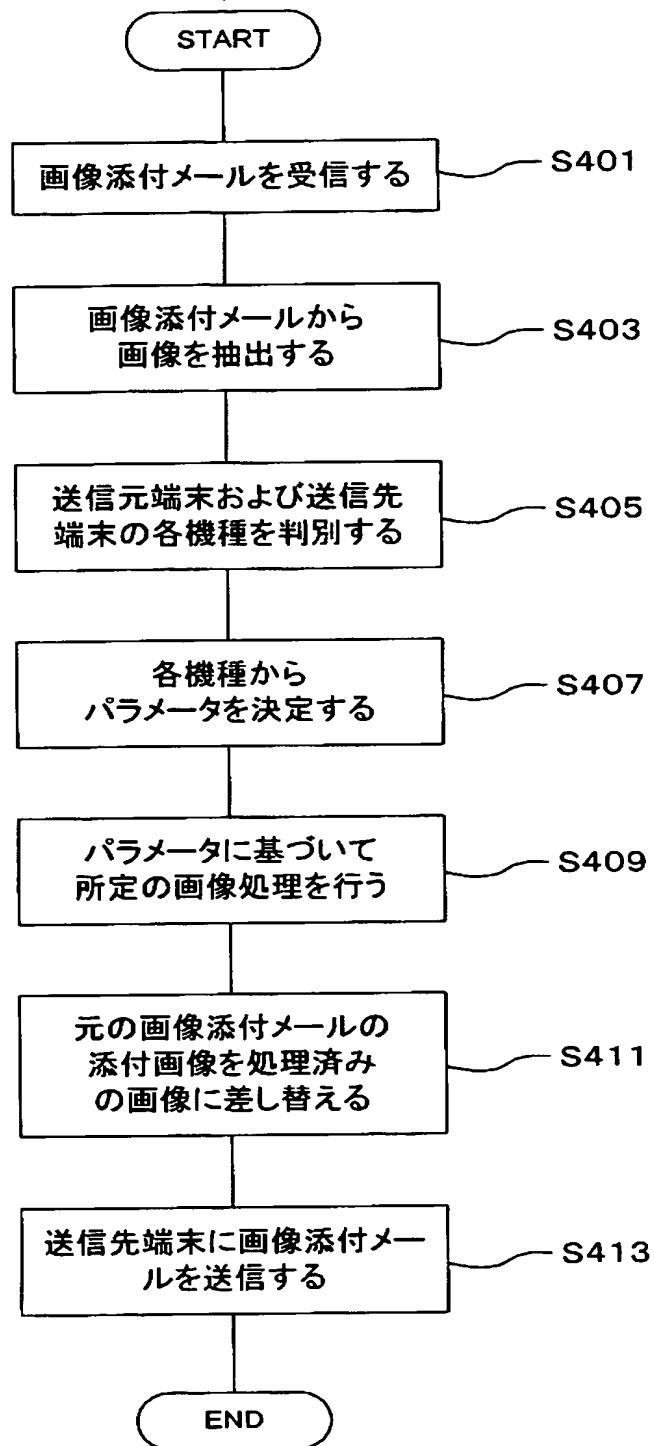 START
画像添付メールを受信する
S401
画像添付メールから
画像を抽出する
S403
送信元端末および送信先
端末の各機種を判別する
S405
各機種から
パラメータを決定する
S407
パラメータに基づいて
所定の画像処理を行う
S409
元の画像添付メールの
添付画像を処理済み
の画像に差し替える
S411
送信先端末に画像添付メー
ルを送信する
S413
END